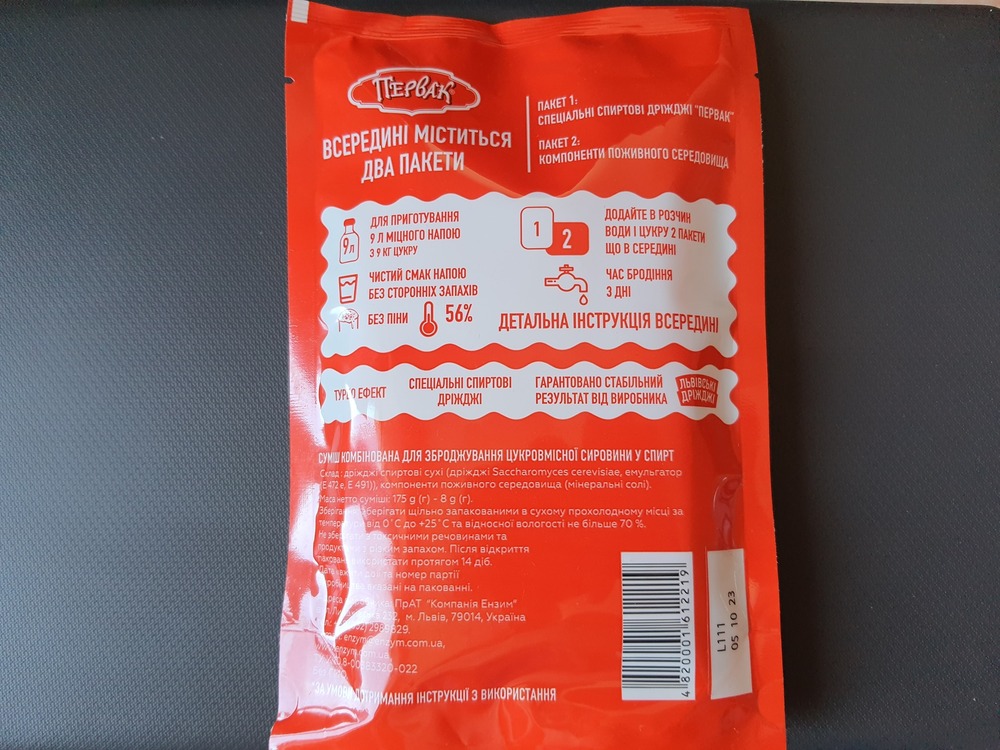 ПЕРВАК
ВСЕРЕДИНІ МІСТИТЬСЯ
ДВА ПАКЕТИ
ПАКЕТ 1:
СПЕЦІАЛЬНІ СПИРТОВІ ДРІЖДЖІ "ПЕРВАК"
ПАКЕТ 2:
КОМПОНЕНТИ ПОЖИВНОГО СЕРЕДОВИЩА
9л
ДЛЯ ПРИГОТУВАННЯ
9 Л МІЦНОГО НАПОЮ
З 9 КГ ЦУКРУ
ЧИСТИЙ СМАК НАПОЮ
БЕЗ СТОРОННІХ ЗАПАХІВ
БЕЗ ПІНИ
56%
1
2
ДОДАЙТЕ В РОЗЧИН
ВОДИ І ЦУКРУ 2 ПАКЕТИ
ЩО В СЕРЕДИНІ
ЧАС БРОДІННЯ
3 ДНІ
ДЕТАЛЬНА ІНСТРУКЦІЯ ВСЕРЕДИНІ
ТУРБО ЕФЕКТ
СПЕЦІАЛЬНІ СПИРТОВІ
ДРІЖДЖІ
ГАРАНТОВАНО СТАБІЛЬНИЙ
РЕЗУЛЬТАТ ВІД ВИРОБНИКА
ЛЬВІВСЬКІ
ДРІЖДЖІ
СУМІШ КОМБІНОВАНА ДЛЯ ЗБРОДЖУВАННЯ ЦУКРОВМІСНОЇ СИРОВИНИ У СПИРТ
Склад: дріжджі спиртові сухі (дріжджі Saccharomyces cerevisiae, емульгатор
(Е 472е, Е 491)), компоненти поживного середовища (мінеральні солі).
Маса нетто суміші: 175 g (г) - 8 g (г).
зберігати щільно запакованими в сухому прохолодному місці за
температури від 0˚С до +25˚С та відносної вологості не більше 70 %.
Не зберігати з токсичними речовинами та
продуктами з різким запахом. Після відкриття
використати протягом 14 діб.
та номер партії
вказані на пакованні.
ПрАТ "Компанія Ензим"
м. Львів, 79014, Україна
enzym.com.ua,
*ЗА УМОВИ ДОТРИМАННЯ ІНСТРУКЦІЇ З ВИКОРИСТАННЯ
4 820001 612219
L111
05 10 23